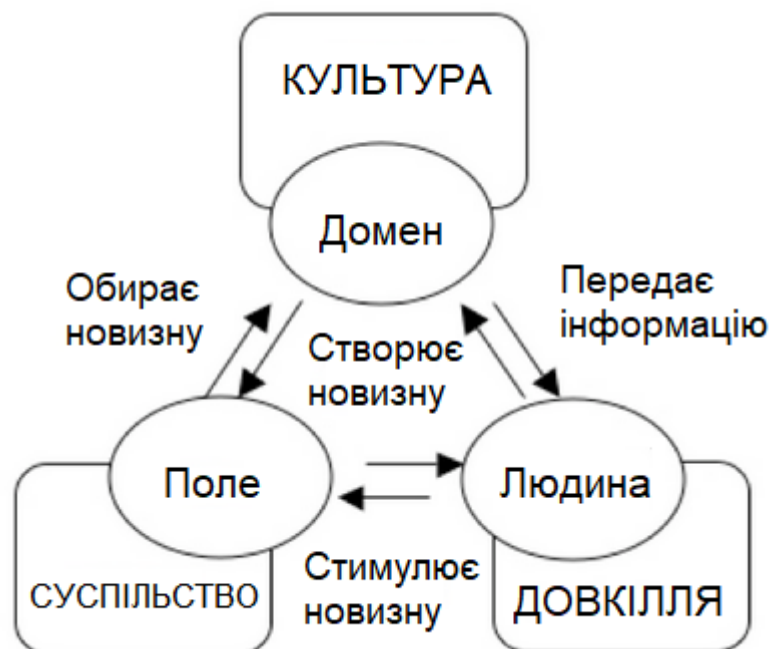 КУЛЬТУРА
Домен
Обирає
новизну
Передає
інформацію
Створює
новизну
Поле
Людина
СУСПІЛЬСТВО
Стимулює
новизну
ДОВКІЛЛЯ